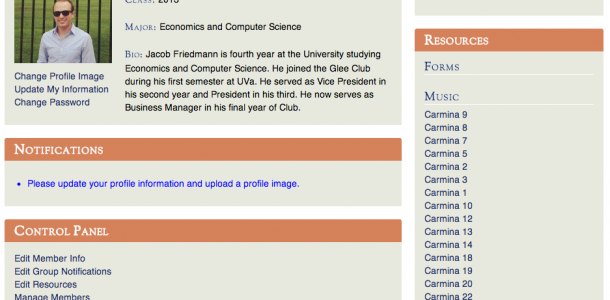 CLASS: 2013
MAJOR: Economics and Computer Science
BIO: Jacob Friedmann is fourth year at the University studying
Economics and Computer Science. He joined the Glee Club
during his first semester at UVa. He served as Vice President in
his second year and President in his third. He now serves as
Business Manager in his final year of Club.
Change Profile Image
Update My Information
Change Password
NOTIFICATIONS
Please update your profile information and upload a profile image.
CONTROL PANEL
Edit Member Info
Edit Group Notifications
Edit Resources
Manage Members
RESOURCES
FORMS
MUSIC
Carmina 9
Carmina 8
Carmina 7
Carmina 5
Carmina 2
Carmina 3
Carmina 1
Carmina 10
Carmina 12
Carmina 13
Carmina 14
Carmina 18
Carmina 19
Carmina 20
Carmina 22